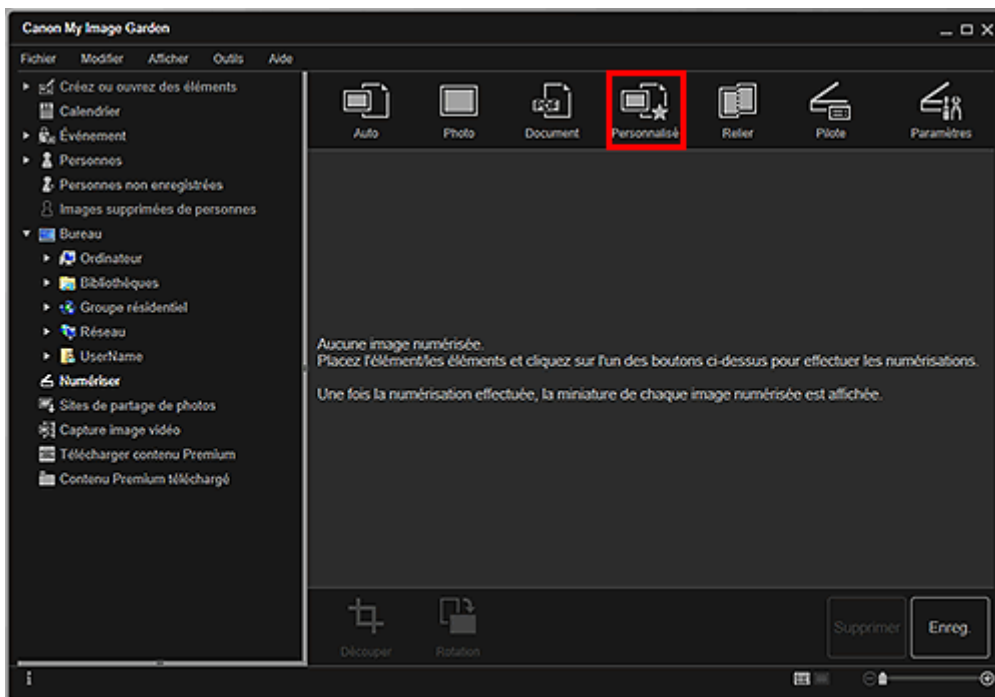 Canon My Image Garden
Fichier Modifier Afficher Outils Aide
Créez ou ouvrez des éléments
Calendrier
Événement
Personnes
Personnes non enregistrées
Images supprimées de personnes
Bureau
Ordinateur
Bibliothèques
Groupe résidentiel
Réseau
UserName
Numériser
Sites de partage de photos
Capture image vidéo
Télécharger contenu Premium
Contenu Premium téléchargé
PDF
Auto Photo Document Personnalisé Relier Pilote Paramètres
Aucune image numérisée.
Placez l'élément/les éléments et cliquez sur l'un des boutons ci-dessus pour effectuer les numérisations.
Une fois la numérisation effectuée, la miniature de chaque image numérisée est affichée.
Découper Rotation Supprimer Enreg.